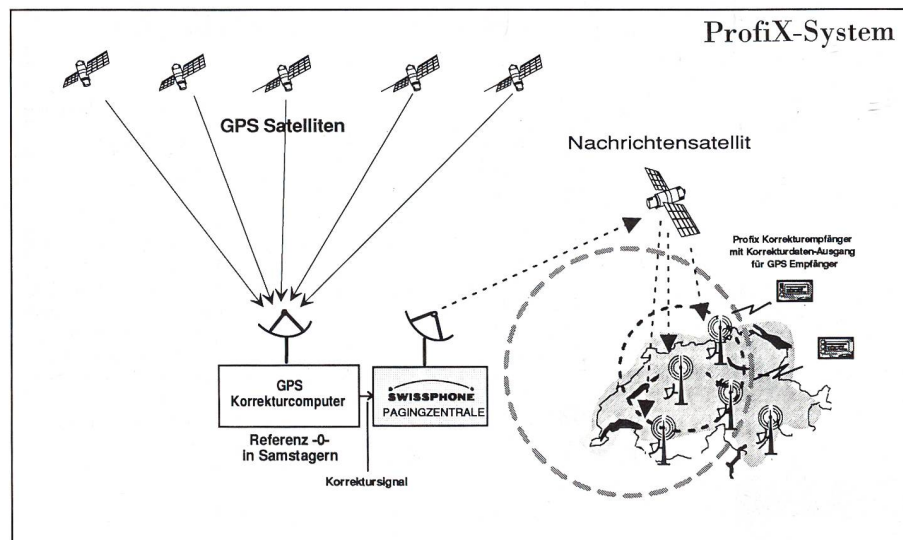 ProfiX-System
GPS Satelliten
Nachrichtensatellit
Profix Korrekturempfänger
mit Korrekturdaten-Ausgang
für GPS Empfänger
GPS
Korrekturcomputer
SWISSPHONE
PAGINGZENTRALE
Referenz -0-
in Samstagern
Korrektursignal